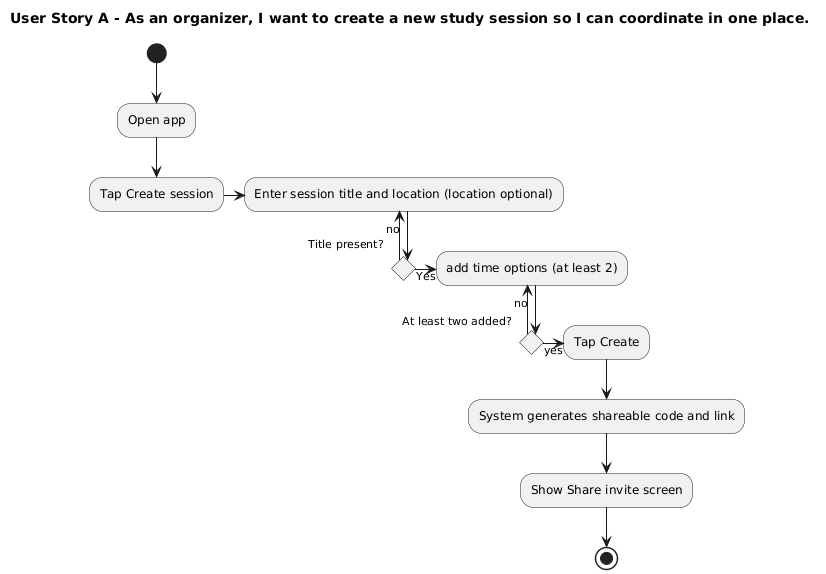 User Story A - As an organizer, I want to create a new study session so I can coordinate in one place.
Open app
Tap Create session
Enter session title and location (location optional)
no
Title present?
Yes
add time options (at least 2)
no
At least two added?
yes
Tap Create
System generates shareable code and link
Show Share invite screen